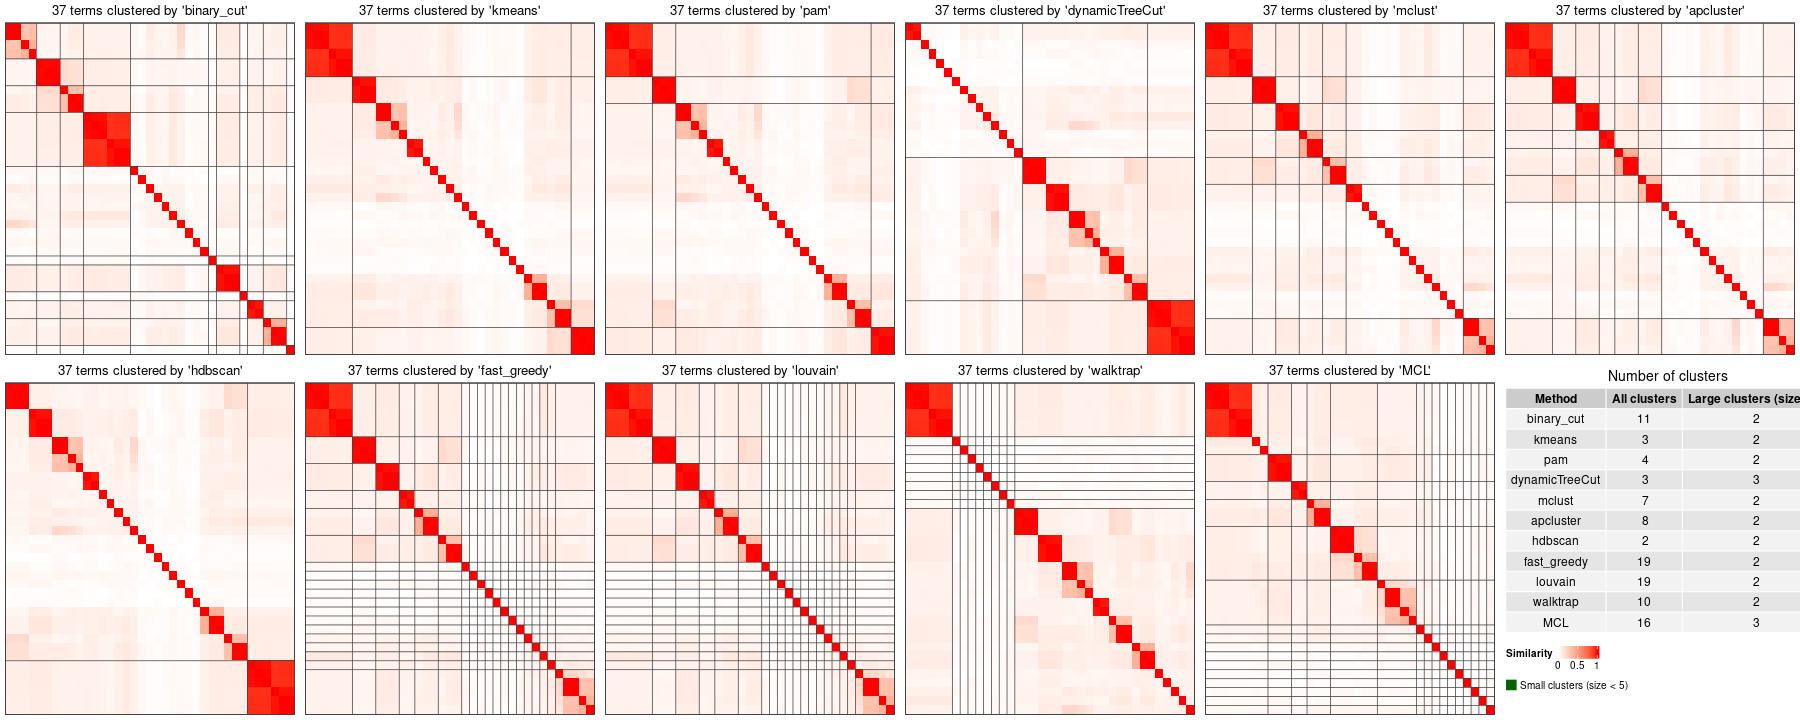 37 terms clustered by 'binary_cut'
37 terms clustered by 'kmeans'
37 terms clustered by 'pam'
37 terms clustered by 'dynamicTreeCut'
37 terms clustered by 'mclust'
37 terms clustered by 'apcluster'
37 terms clustered by 'hdbscan'
37 terms clustered by 'fast_greedy'
37 terms clustered by 'louvain'
37 terms clustered by 'walktrap'
37 terms clustered by 'MCL'
Number of clusters
Method All clusters Large clusters (size
binary_cut 11 2
kmeans 3 2
pam 4 2
dynamicTreeCut 3 3
mclust 7 2
apcluster 8 2
hdbscan 2 2
fast_greedy 19 2
louvain 19 2
walktrap 10 2
MCL 16 3
Similarity
0 0.5 1
Small clusters (size < 5)